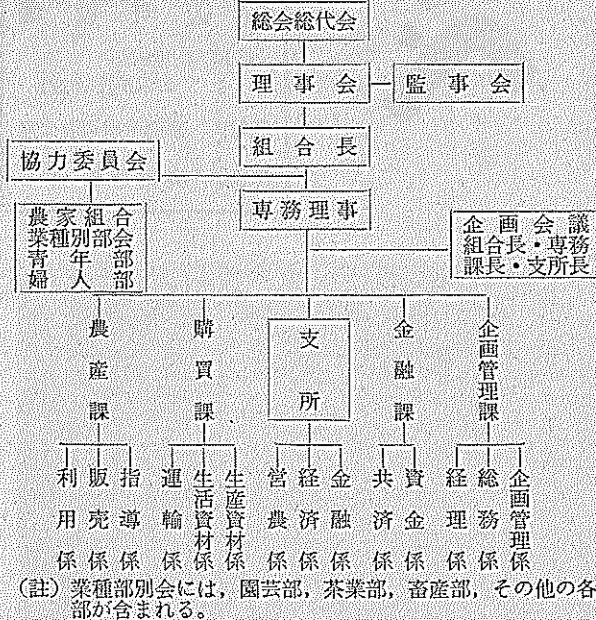 総会総代会
理事会
監事会
組合長
協力委員会
専務理事
農家組合
業種別部会
青年部
婦人部
企画会議
組合長・専務
課長・支所長
農産課
購買課
支所
金融課
企画管理課
利用係
販売係
指導係
運輸係
生活資材係
生産資材係
営農係
経済係
金融係
共済係
資金係
経理係
総務係
企画管理係
(註) 業種部別会には，園芸部，茶業部，畜産部，その他の各
部が含まれる。